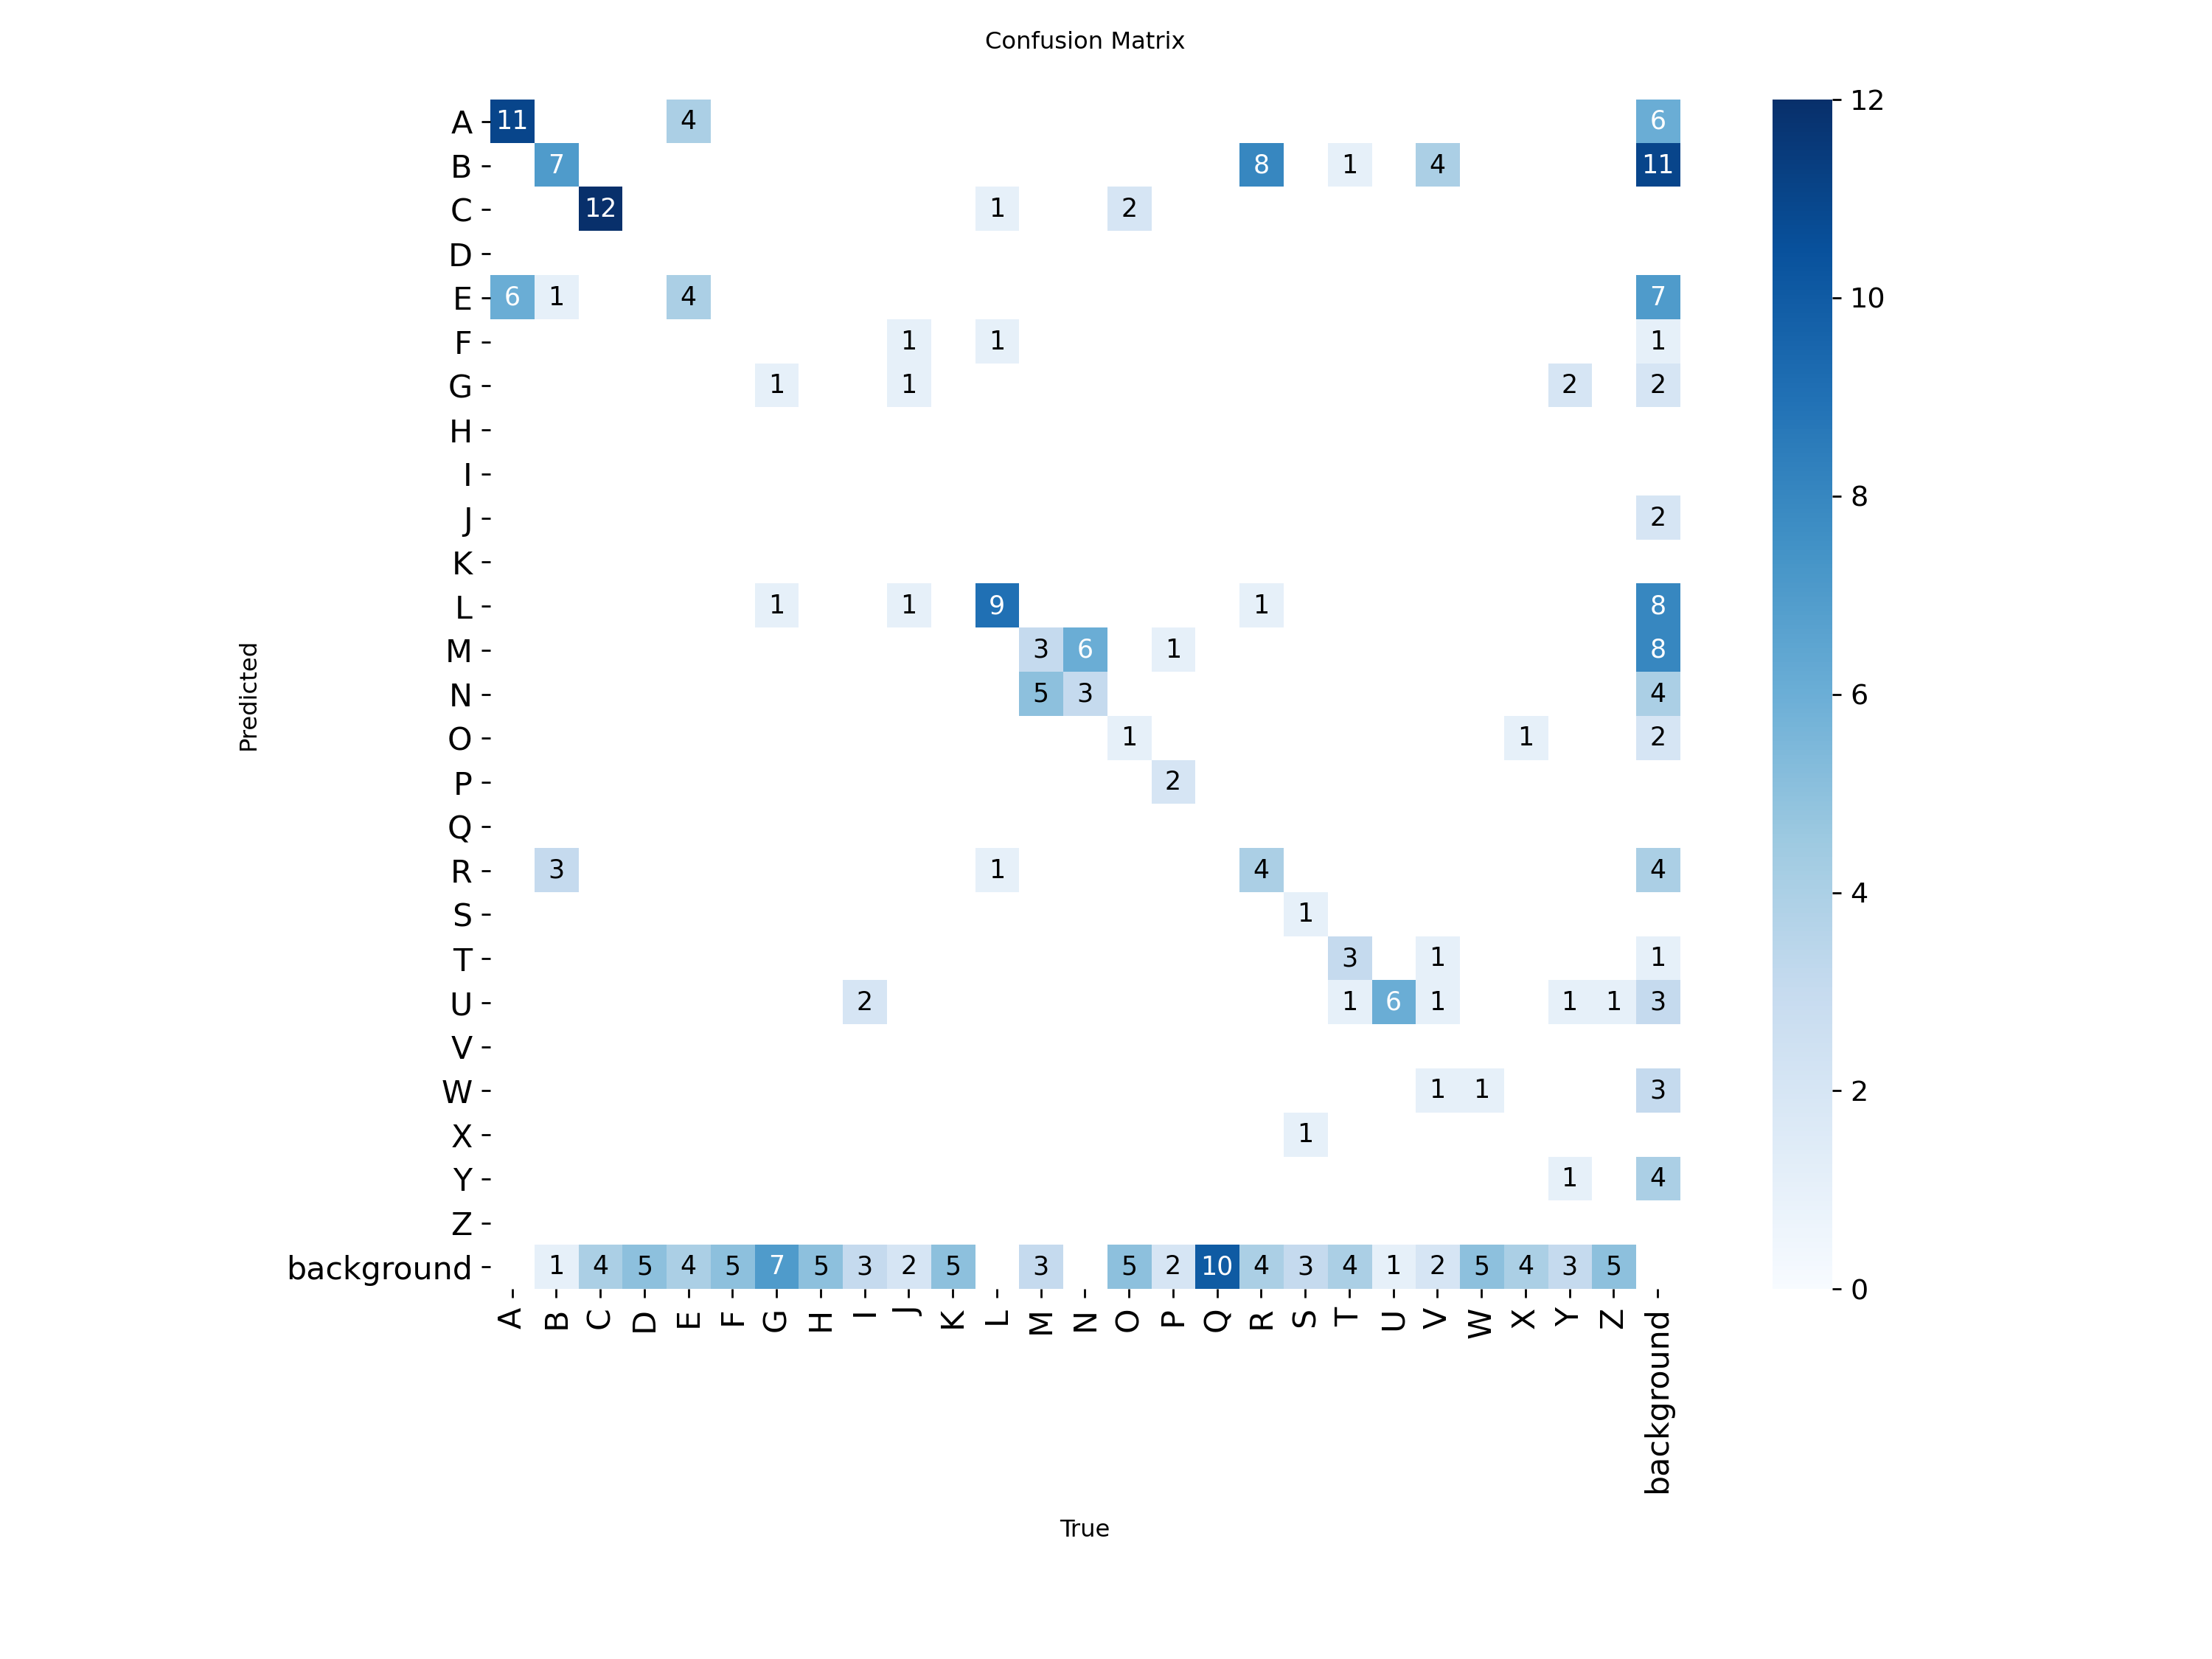 Confusion Matrix
A 11 4 6 12
B 7 8 1 4 11
C 12 1 2
D
E 6 1 4 7 10
F 1 1 1
G 1 1 2 2
H
I 8
J 2
K
L 1 1 9 1 8
M 3 6 1 8
N 5 3 4 6
O 1 1 2
P 2
Q
R 3 1 4 4 4
S 1
T 3 1 1
U 2 1 6 1 1 1 3
V
W 1 1 3 2
X 1
Y 1 4
Z
background 1 4 5 4 5 7 5 3 2 5 3 5 2 10 4 3 4 1 2 5 4 3 5 0
A B C D E F G H I J K L M N O P Q R S T U V W X Y Z background
Predicted
True